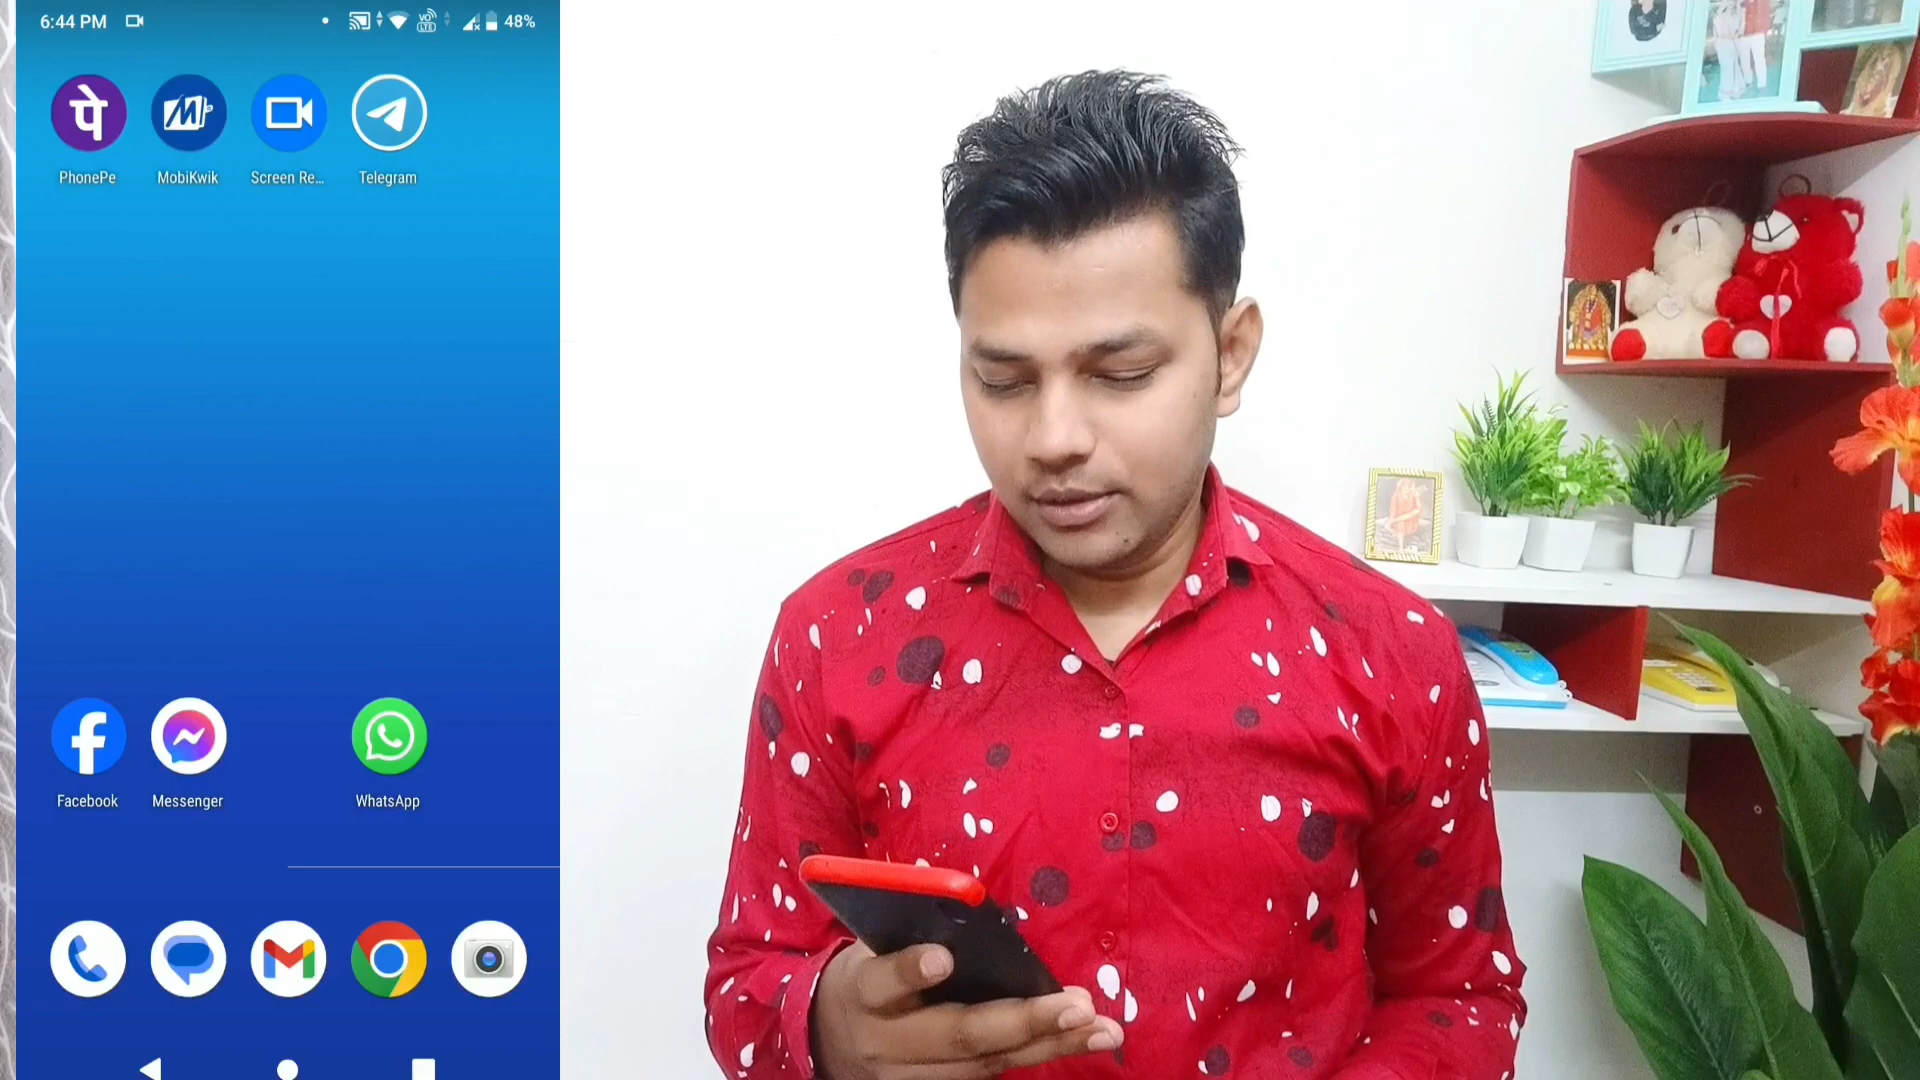 6:44 PM
48%
पे
PhonePe
MobiKwik
Screen Re...
Telegram
Facebook
Messenger
WhatsApp